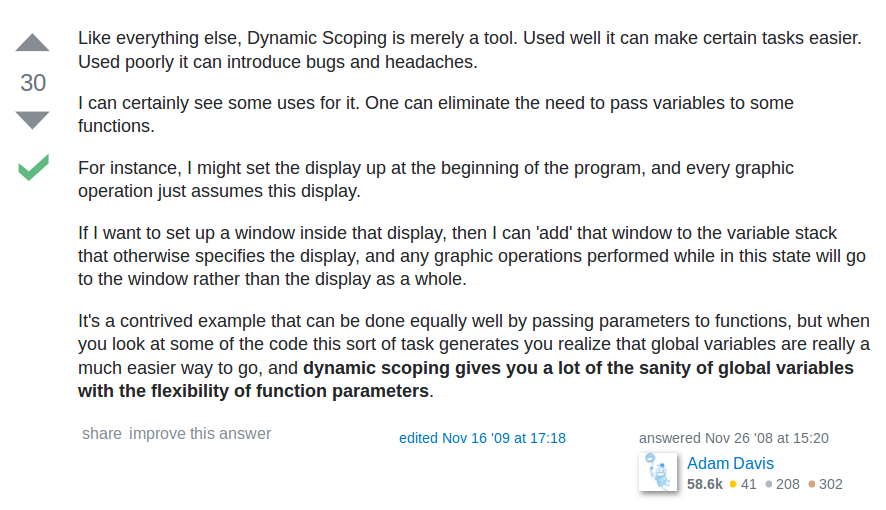 Like everything else, Dynamic Scoping is merely a tool. Used well it can make certain tasks easier.
Used poorly it can introduce bugs and headaches.
30
I can certainly see some uses for it. One can eliminate the need to pass variables to some
functions.
For instance, I might set the display up at the beginning of the program, and every graphic
operation just assumes this display.
If I want to set up a window inside that display, then I can 'add' that window to the variable stack
that otherwise specifies the display, and any graphic operations performed while in this state will go
to the window rather than the display as a whole.
It's a contrived example that can be done equally well by passing parameters to functions, but when
you look at some of the code this sort of task generates you realize that global variables are really a
much easier way to go, and dynamic scoping gives you a lot of the sanity of global variables
with the flexibility of function parameters.
share improve this answer
edited Nov 16 '09 at 17:18
answered Nov 26 '08 at 15:20
Adam Davis
58.6k 41 208 302